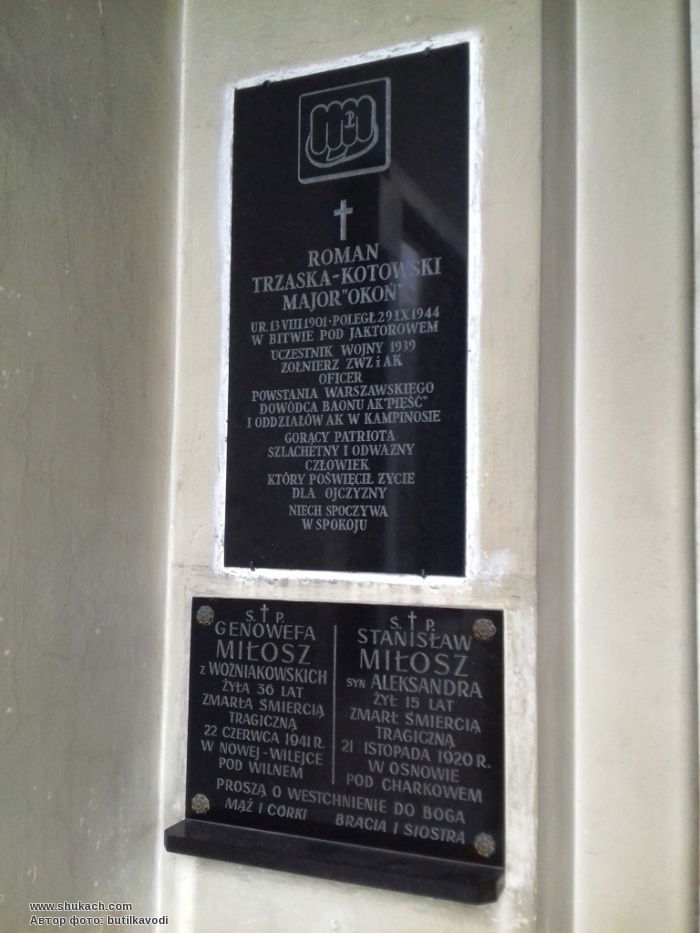 ROMAN
TRZASKA-KOTOWSKI
MAJOR "OKOŃ"
UR. 13 VIII 1901 · POLEGŁ 29 IX 1944
W BITWIE POD JAKTOROWEM
UCZESTNIK WOJNY 1939
ŻOŁNIERZ ZWZ i AK
OFICER
POWSTANIA WARSZAWSKIEGO
DOWÓDCA BAONU AK "PIĘŚĆ"
I ODDZIAŁÓW AK W KAMPINOSIE
GORĄCY PATRIOTA
SZLACHETNY I ODWAŻNY
CZŁOWIEK
KTÓRY POŚWIĘCIŁ ŻYCIE
DLA OJCZYZNY
NIECH SPOCZYWA
W SPOKOJU
Ś. P.
GENOWEFA
MIŁOSZ
z WOŹNIAKOWSKICH
ŻYŁA 36 LAT
ZMARŁA ŚMIERCIĄ
TRAGICZNĄ
22 CZERWCA 1941 R.
W NOWEJ-WILEJCE
POD WILNEM
Ś. P.
STANISŁAW
MIŁOSZ
SYN ALEKSANDRA
ŻYŁ 15 LAT
ZMARŁ ŚMIERCIĄ
TRAGICZNĄ
21 LISTOPADA 1920 R.
W OSNOWIE
POD CHARKOWEM
PROSZĄ O WESTCHNIENIE DO BOGA
MĄŻ I CÓRKI
BRACIA I SIOSTRA
www.shukach.com
Автор фото: butilkavodi